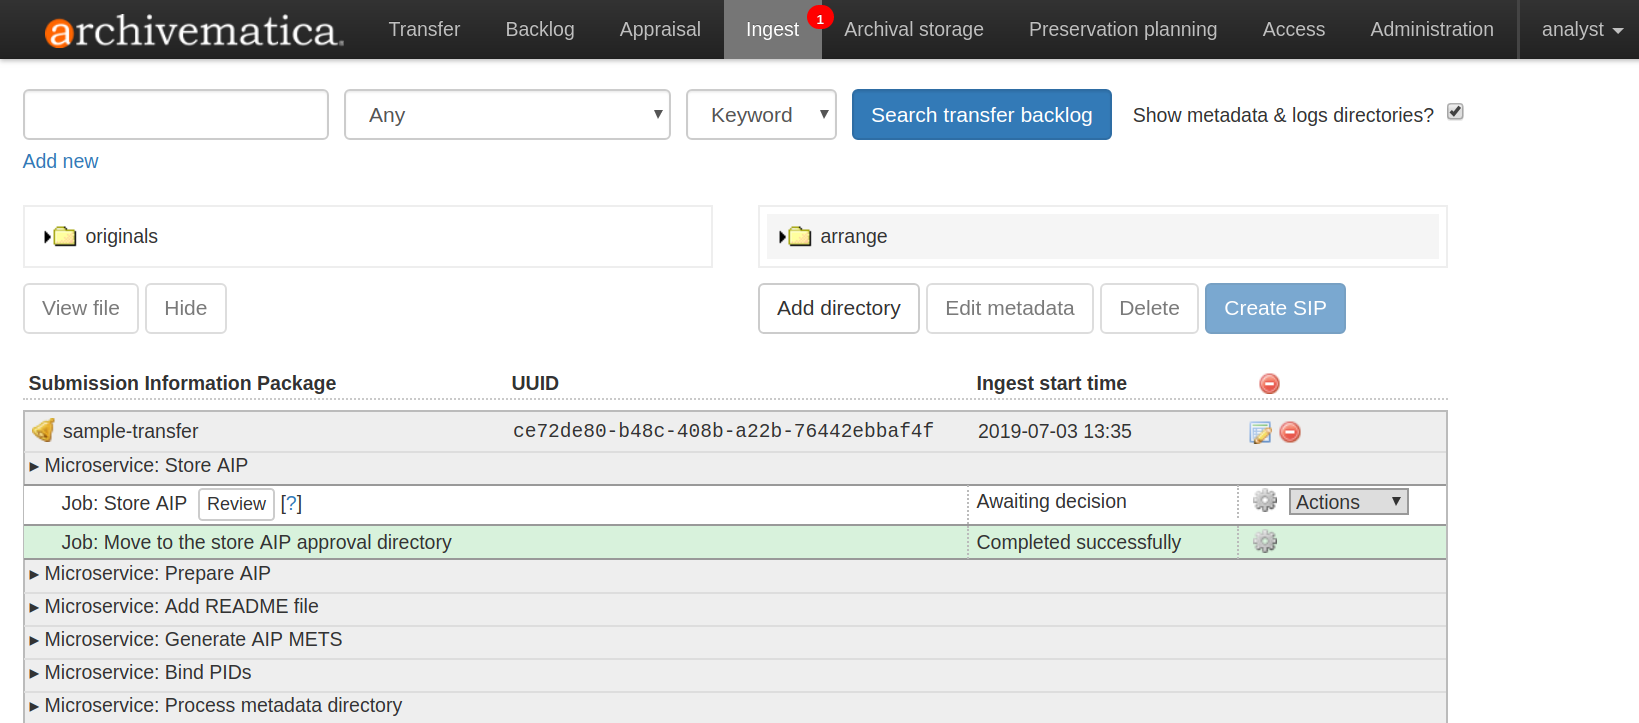 archivematica. Transfer Backlog Appraisal Ingest 1 Archival storage Preservation planning Access Administration analyst
Any Keyword Search transfer backlog Show metadata & logs directories?
Add new
originals arrange
View file Hide Add directory Edit metadata Delete Create SIP
Submission Information Package UUID Ingest start time
sample-transfer ce72de80-b48c-408b-a22b-76442ebbaf4f 2019-07-03 13:35
Microservice: Store AIP
Job: Store AIP Review [?] Awaiting decision Actions
Job: Move to the store AIP approval directory Completed successfully
Microservice: Prepare AIP
Microservice: Add README file
Microservice: Generate AIP METS
Microservice: Bind PIDs
Microservice: Process metadata directory